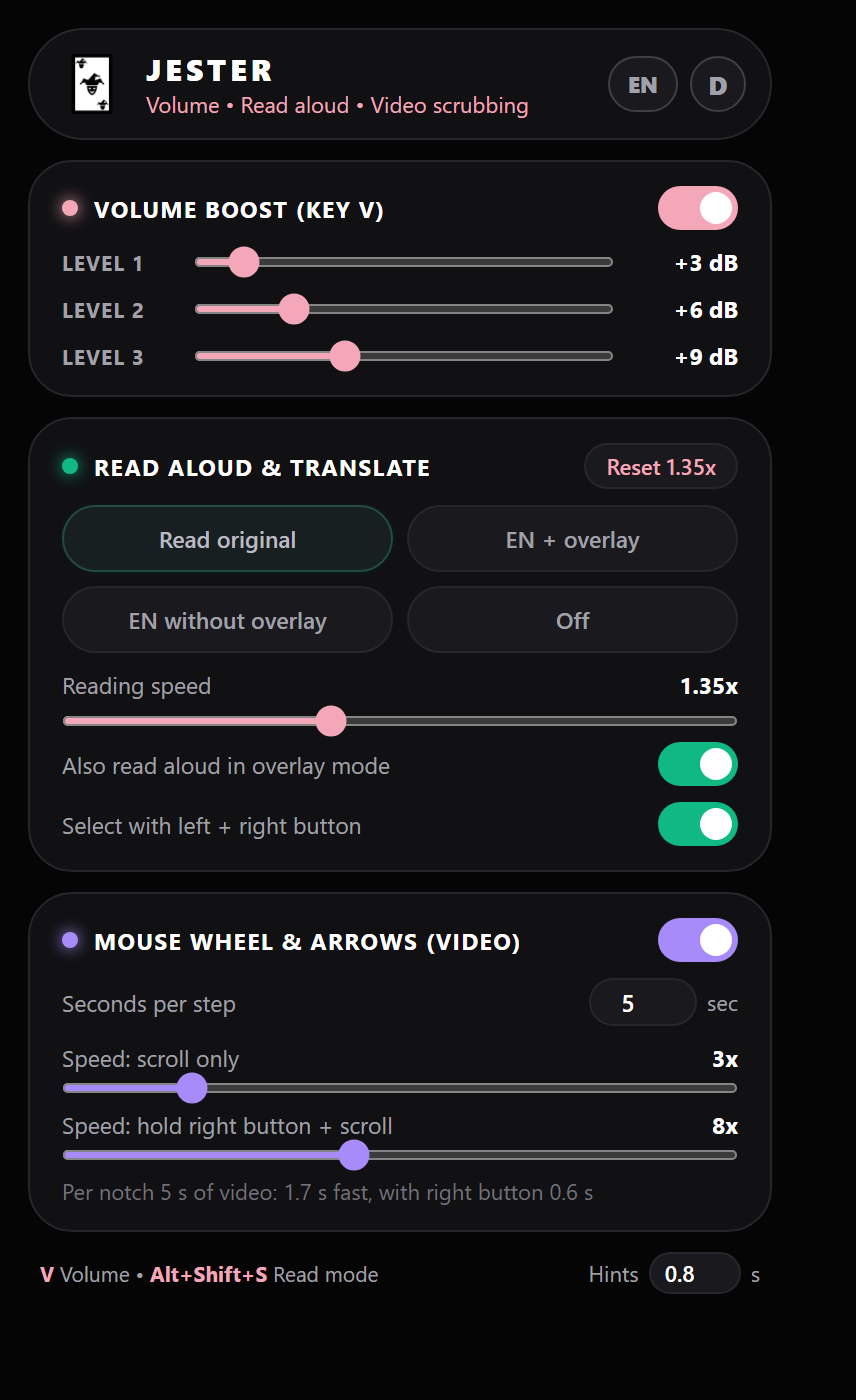 JESTER
Volume • Read aloud • Video scrubbing
EN
D
VOLUME BOOST (KEY V)
LEVEL 1 +3 dB
LEVEL 2 +6 dB
LEVEL 3 +9 dB
READ ALOUD & TRANSLATE
Reset 1.35x
Read original
EN + overlay
EN without overlay
Off
Reading speed 1.35x
Also read aloud in overlay mode
Select with left + right button
MOUSE WHEEL & ARROWS (VIDEO)
Seconds per step 5 sec
Speed: scroll only 3x
Speed: hold right button + scroll 8x
Per notch 5 s of video: 1.7 s fast, with right button 0.6 s
V Volume • Alt+Shift+S Read mode
Hints 0.8 s